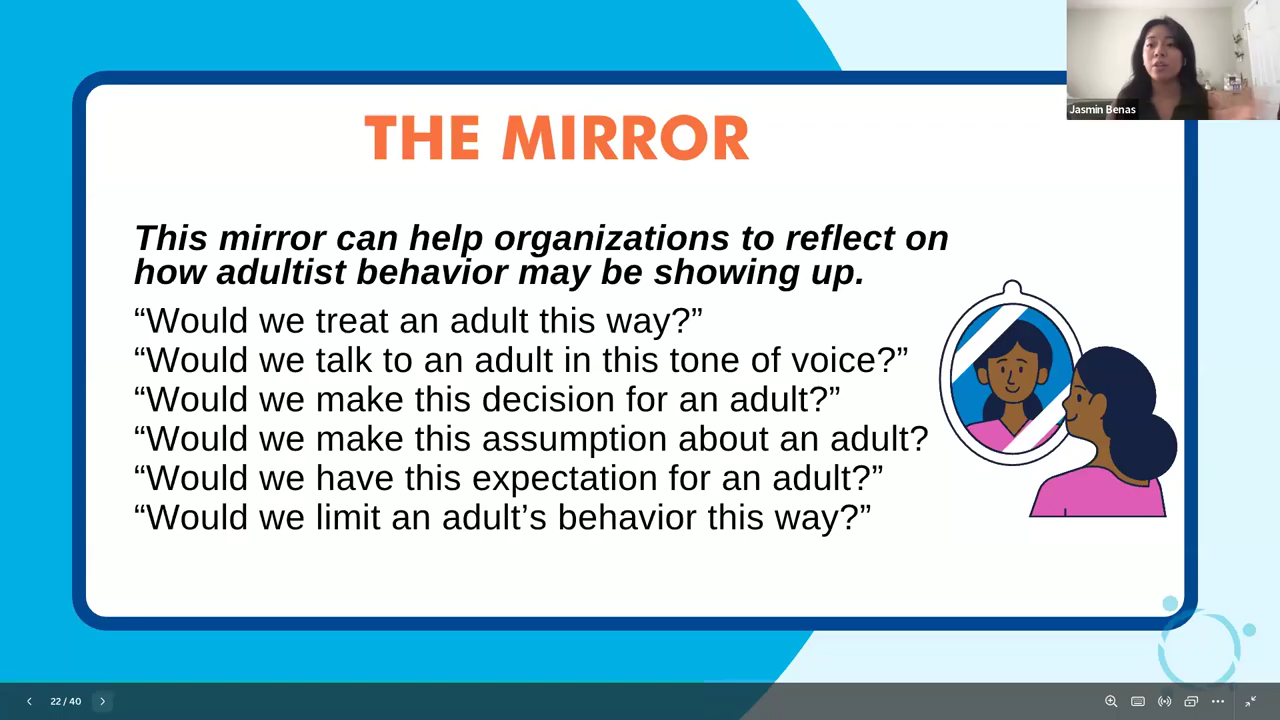 Jasmin Benas
THE MIRROR
This mirror can help organizations to reflect on
how adultist behavior may be showing up.
“Would we treat an adult this way?”
“Would we talk to an adult in this tone of voice?”
“Would we make this decision for an adult?”
“Would we make this assumption about an adult?
“Would we have this expectation for an adult?”
“Would we limit an adult’s behavior this way?”
22 / 40